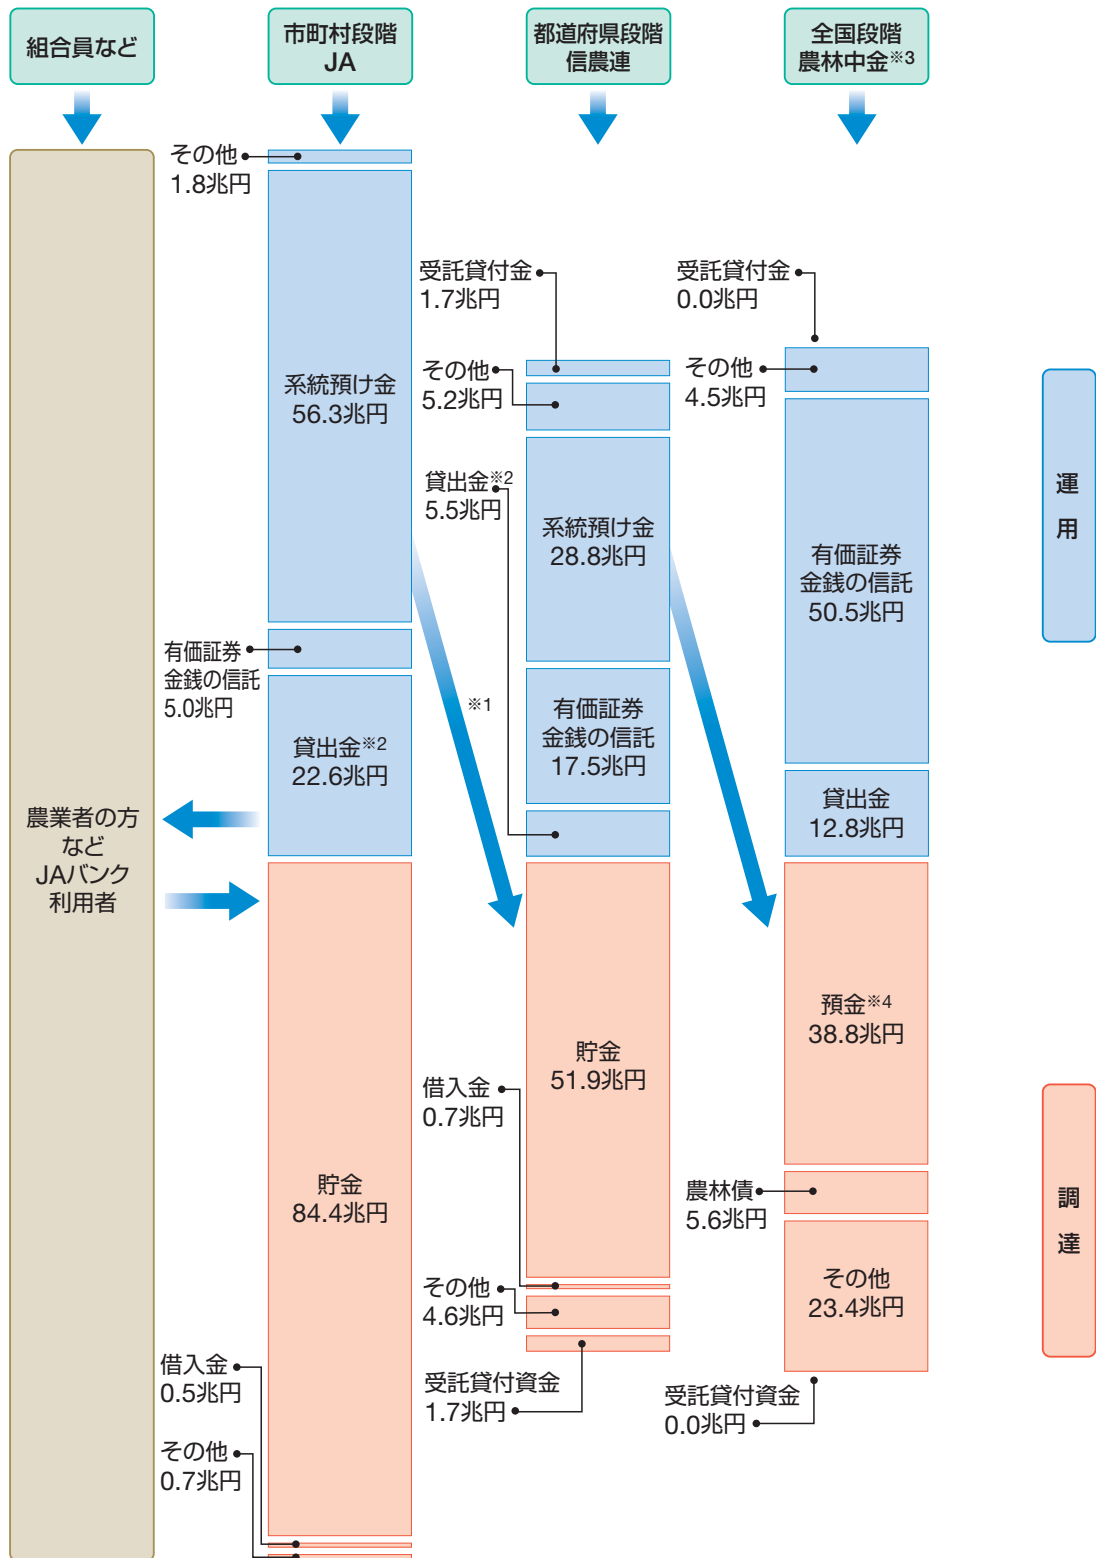 組合員など
市町村段階
JA
都道府県段階
信農連
全国段階
農林中金※3
農業者の方
など
JAバンク
利用者
その他
1.8兆円
系統預け金
56.3兆円
有価証券
金銭の信託
5.0兆円
貸出金※2
22.6兆円
貯金
84.4兆円
借入金
0.5兆円
その他
0.7兆円
※1
受託貸付金
1.7兆円
その他
5.2兆円
系統預け金
28.8兆円
有価証券
金銭の信託
17.5兆円
貸出金※2
5.5兆円
貯金
51.9兆円
借入金
0.7兆円
その他
4.6兆円
受託貸付資金
1.7兆円
受託貸付金
0.0兆円
その他
4.5兆円
有価証券
金銭の信託
50.5兆円
貸出金
12.8兆円
預金※4
38.8兆円
農林債
5.6兆円
その他
23.4兆円
受託貸付資金
0.0兆円
運用
調達